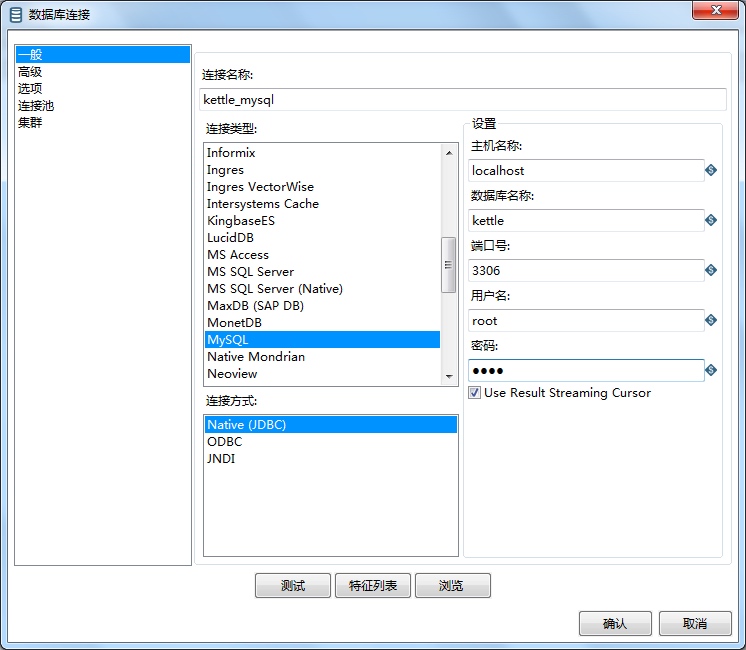 数据库连接
一般
高级
选项
连接池
集群
连接名称:
kettle_mysql
连接类型:
Informix
Ingres
Ingres VectorWise
Intersystems Cache
KingbaseES
LucidDB
MS Access
MS SQL Server
MS SQL Server (Native)
MaxDB (SAP DB)
MonetDB
MySQL
Native Mondrian
Neoview
连接方式:
Native (JDBC)
ODBC
JNDI
设置
主机名称:
localhost
数据库名称:
kettle
端口号:
3306
用户名:
root
密码:
●●●●
Use Result Streaming Cursor
测试
特征列表
浏览
确认
取消